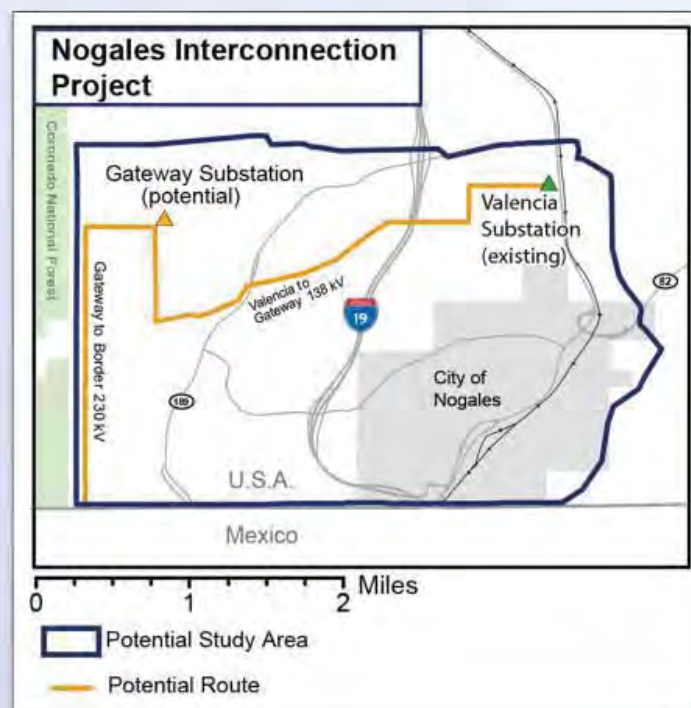 Nogales Interconnection
Project
Coronado National Forest
Gateway Substation
(potential)
Valencia
Substation
(existing)
Gateway to Border 230 kV
Valencia to
Gateway 138 kV
19
82
189
City of
Nogales
U.S.A.
Mexico
0 1 2 Miles
Potential Study Area
Potential Route